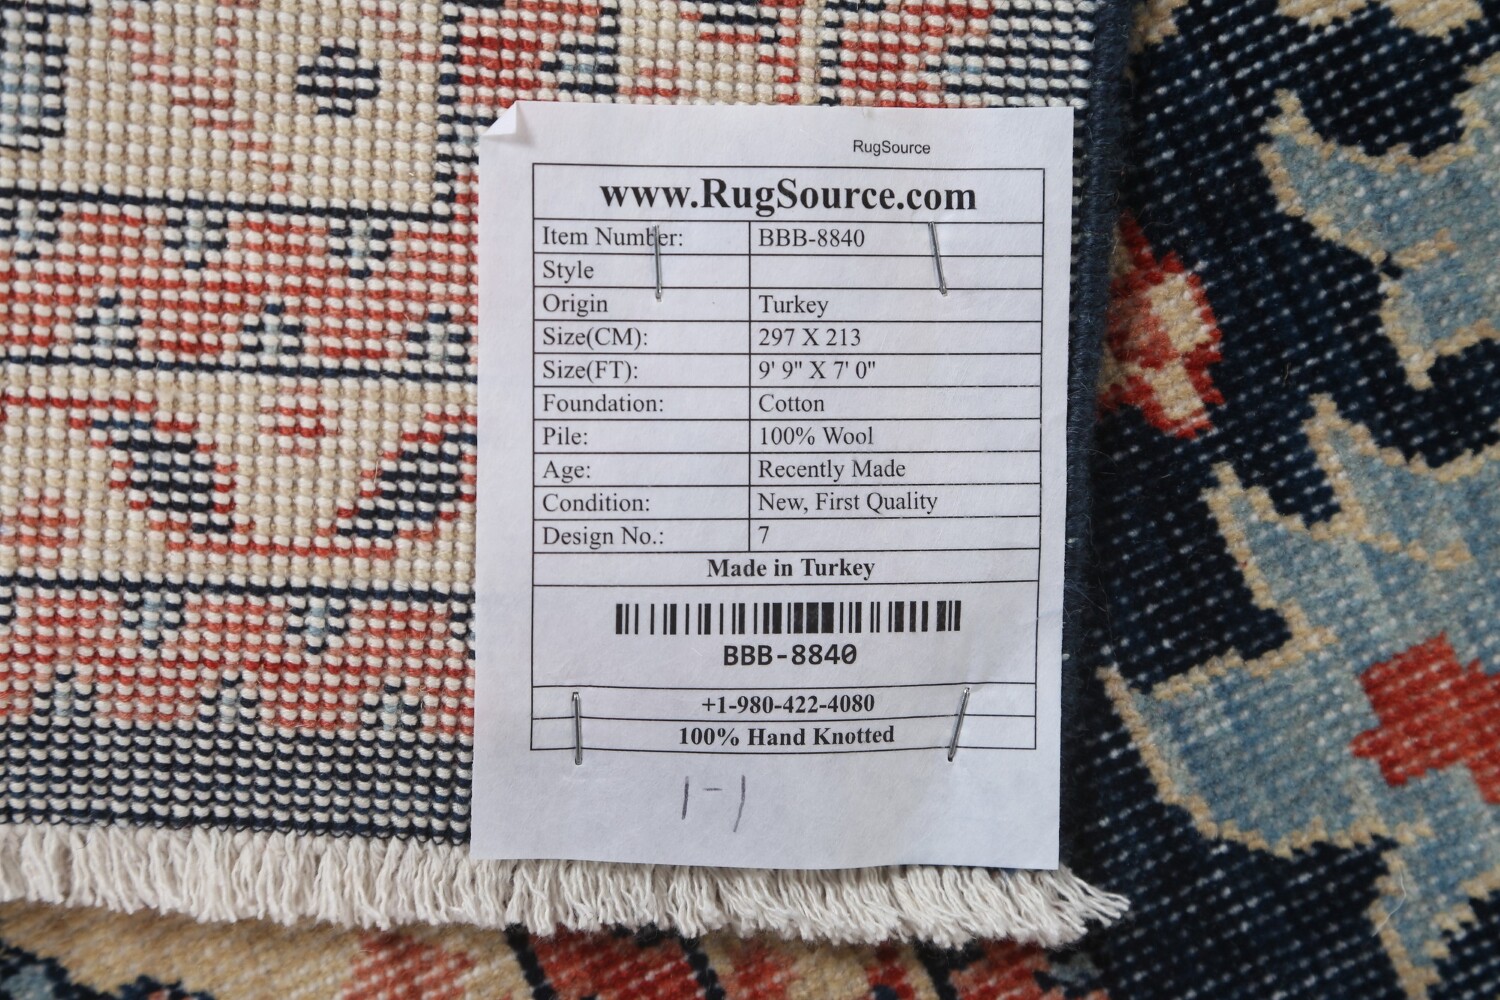 RugSource
www.RugSource.com
Item Number: BBB-8840
Style
Origin Turkey
Size(CM): 297 X 213
Size(FT): 9' 9" X 7' 0"
Foundation: Cotton
Pile: 100% Wool
Age: Recently Made
Condition: New, First Quality
Design No.: 7
Made in Turkey
BBB-8840
+1-980-422-4080
100% Hand Knotted
1-1